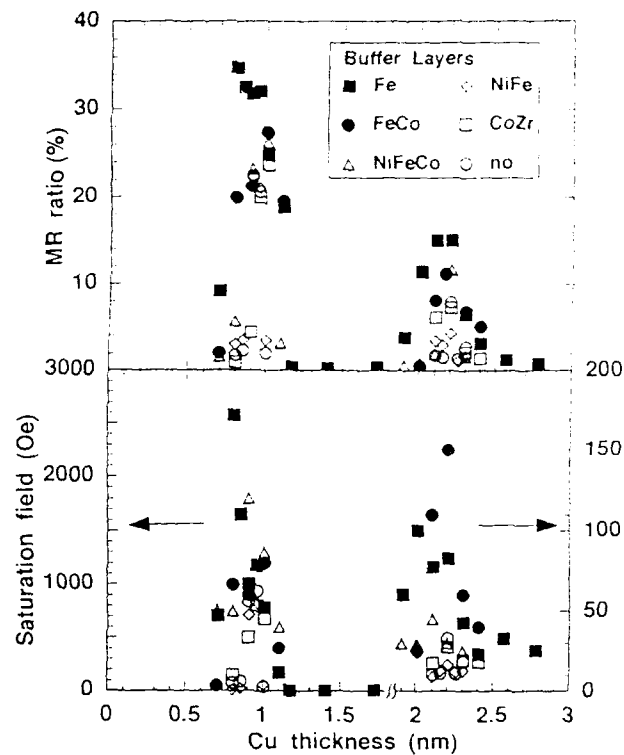 40
30
20
10
3000
MR ratio (%)
Buffer Layers
Fe
NiFe
FeCo
CoZr
NiFeCo
no
2000
1000
0
Saturation field (Oe)
200
150
100
50
0
0
0.5
1
1.5
2
2.5
3
Cu thickness (nm)